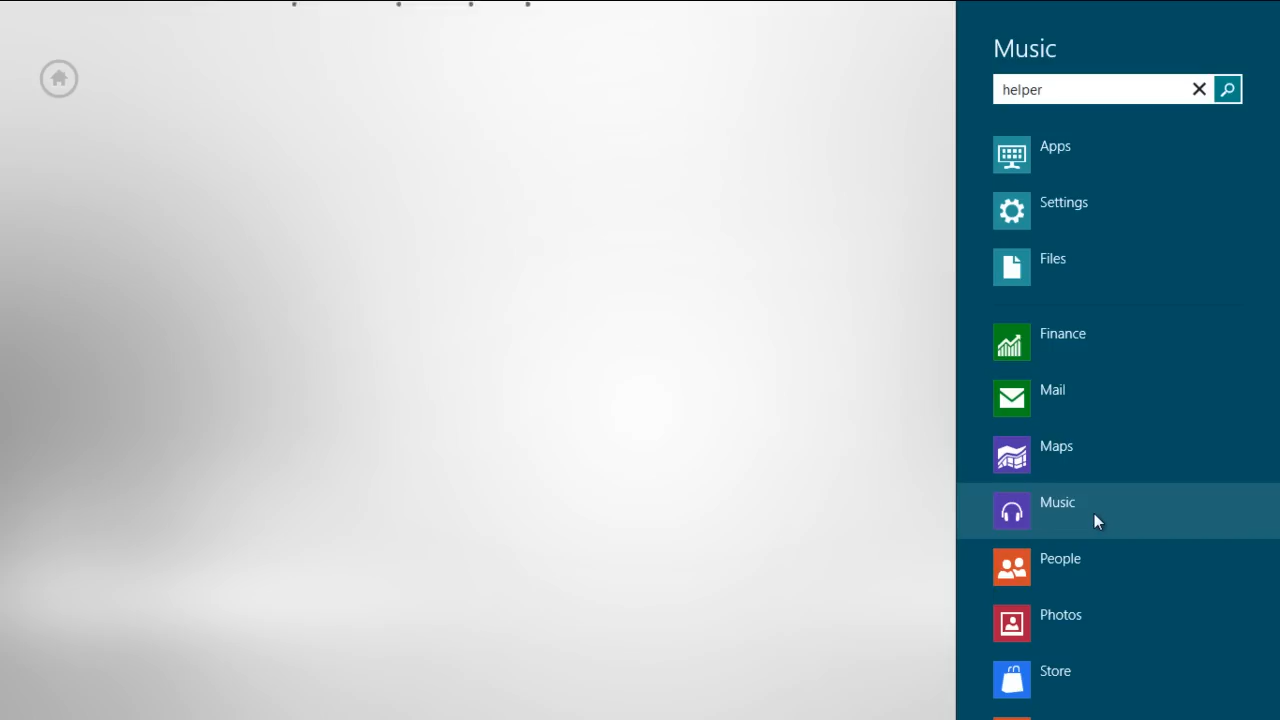 Music
helper
Apps
Settings
Files
Finance
Mail
Maps
Music
People
Photos
Store